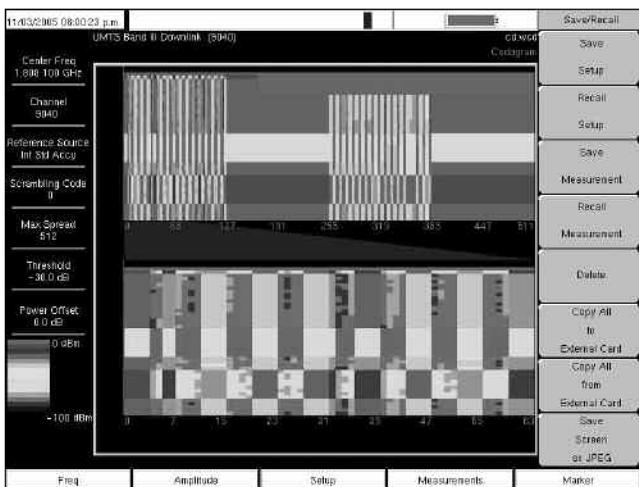 11/03/2005 08:00:23 p.m.
Save/Recall
UMTS Band III Downlink (9040)
cd.wcd
Codogram
Center Freq
1.808 100 GHz
Channel
9040
Reference Source
Int Std Accy
Scrambling Code
0
Max Spread
512
Threshold
-30.0 dB
Power Offset
0.0 dB
0 dBm
-100 dBm
0 63 127 191 255 319 383 447 511
0 7 15 23 31 39 47 55 63
Save
Setup
Recall
Setup
Save
Measurement
Recall
Measurement
Delete
Copy All
to
External Card
Copy All
from
External Card
Save
Screen
as JPEG
Freq
Amplitude
Setup
Measurements
Marker